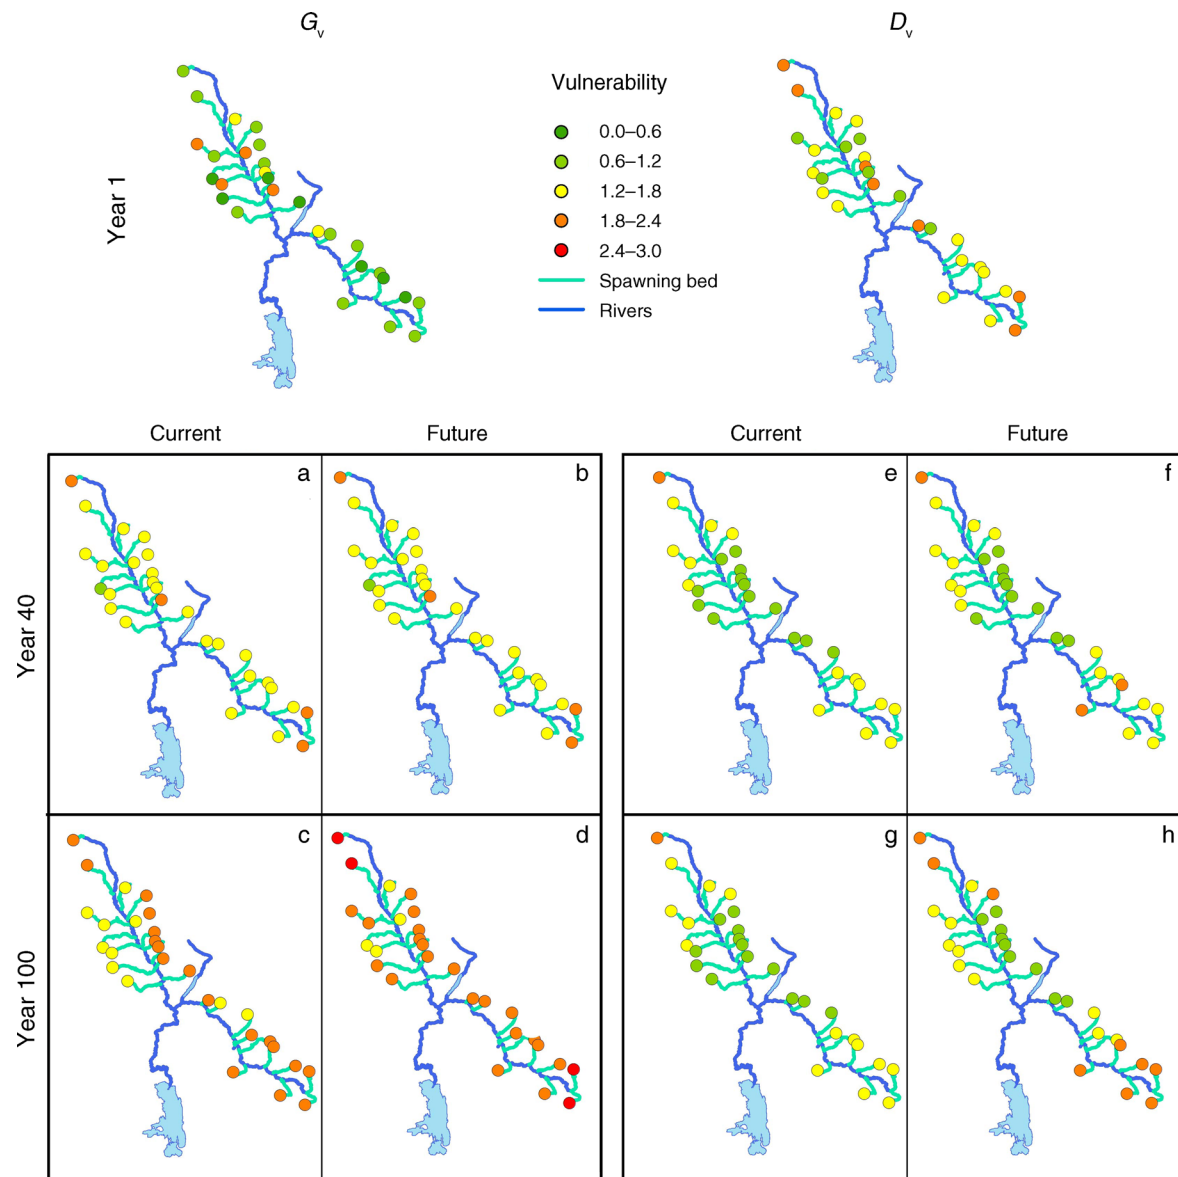 Gv
Dv
Vulnerability
0.0–0.6
0.6–1.2
1.2–1.8
1.8–2.4
2.4–3.0
Spawning bed
Rivers
Year 1
Current
Future
Current
Future
a
b
e
f
Year 40
c
d
g
h
Year 100